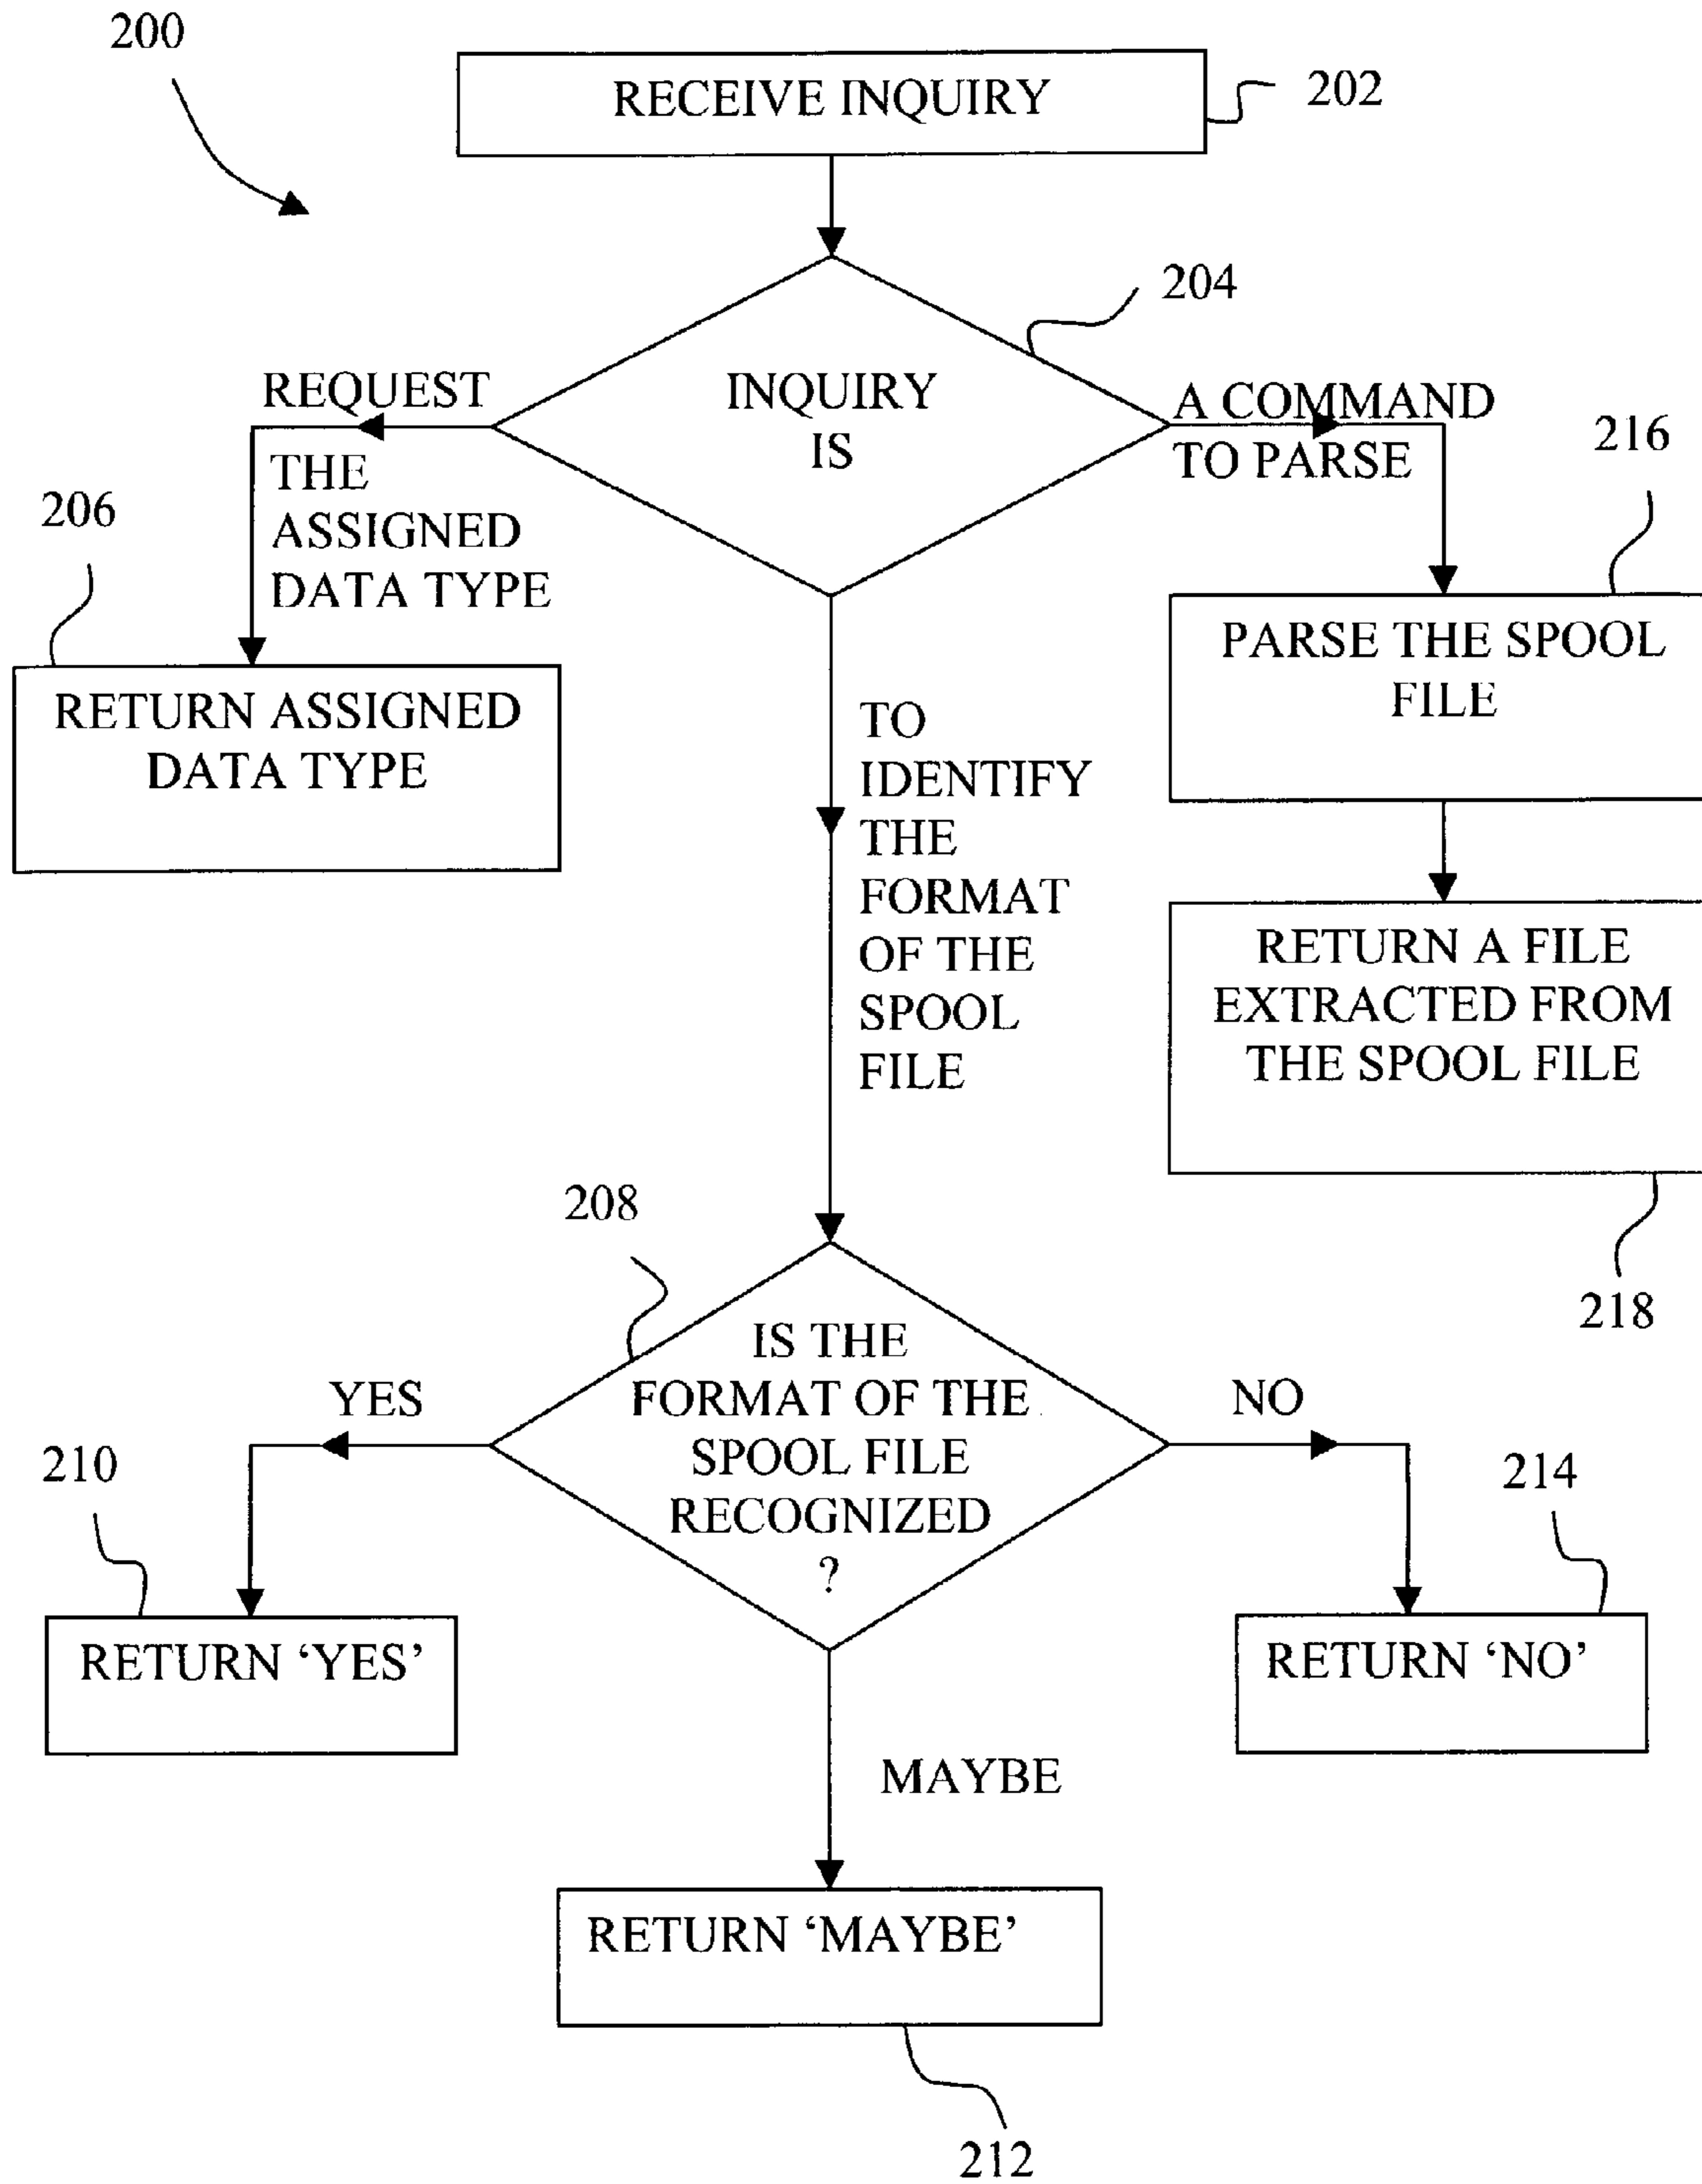 200
RECEIVE INQUIRY
202
204
INQUIRY
IS
REQUEST
THE
ASSIGNED
DATA TYPE
A COMMAND
TO PARSE
206
RETURN ASSIGNED
DATA TYPE
216
PARSE THE SPOOL
FILE
TO
IDENTIFY
THE
FORMAT
OF THE
SPOOL
FILE
RETURN A FILE
EXTRACTED FROM
THE SPOOL FILE
218
208
IS THE
FORMAT OF THE
SPOOL FILE
RECOGNIZED
?
YES
NO
210
RETURN ‘YES’
214
RETURN ‘NO’
MAYBE
RETURN ‘MAYBE’
212